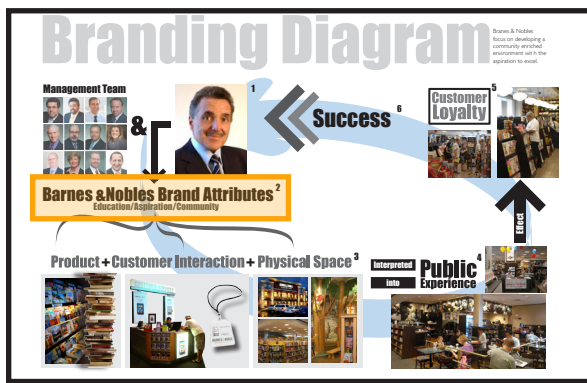 Branding Diagram
Branes & Nobles
focus on developing a
community enriched
environment with the
aspiration to excel.
Management Team
&
1
Success 6
Customer
Loyalty
5
Barnes &Nobles Brand Attributes 2
Education/Aspiration/Community
Effect
Product + Customer Interaction + Physical Space 3
Interpreted
into
Public 4
Experience